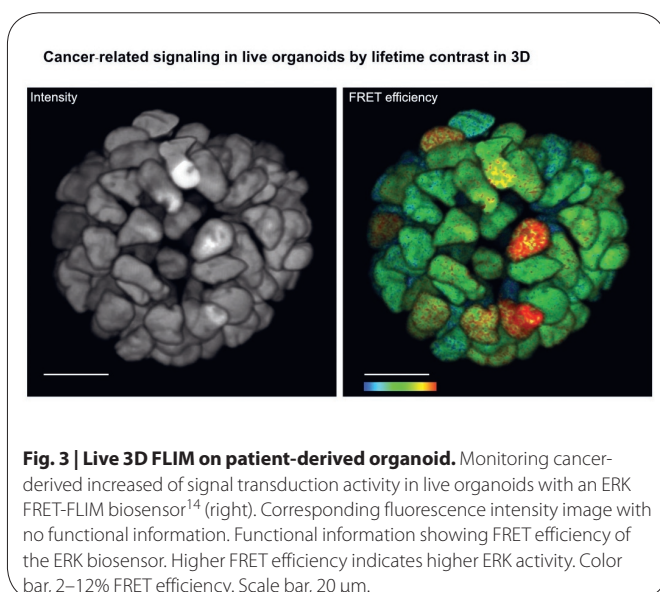 Cancer-related signaling in live organoids by lifetime contrast in 3D
Intensity
FRET efficiency
Fig. 3 | Live 3D FLIM on patient-derived organoid. Monitoring cancer-
derived increased of signal transduction activity in live organoids with an ERK
FRET-FLIM biosensor14 (right). Corresponding fluorescence intensity image with
no functional information. Functional information showing FRET efficiency of
the ERK biosensor. Higher FRET efficiency indicates higher ERK activity. Color
bar, 2–12% FRET efficiency. Scale bar, 20 μm.